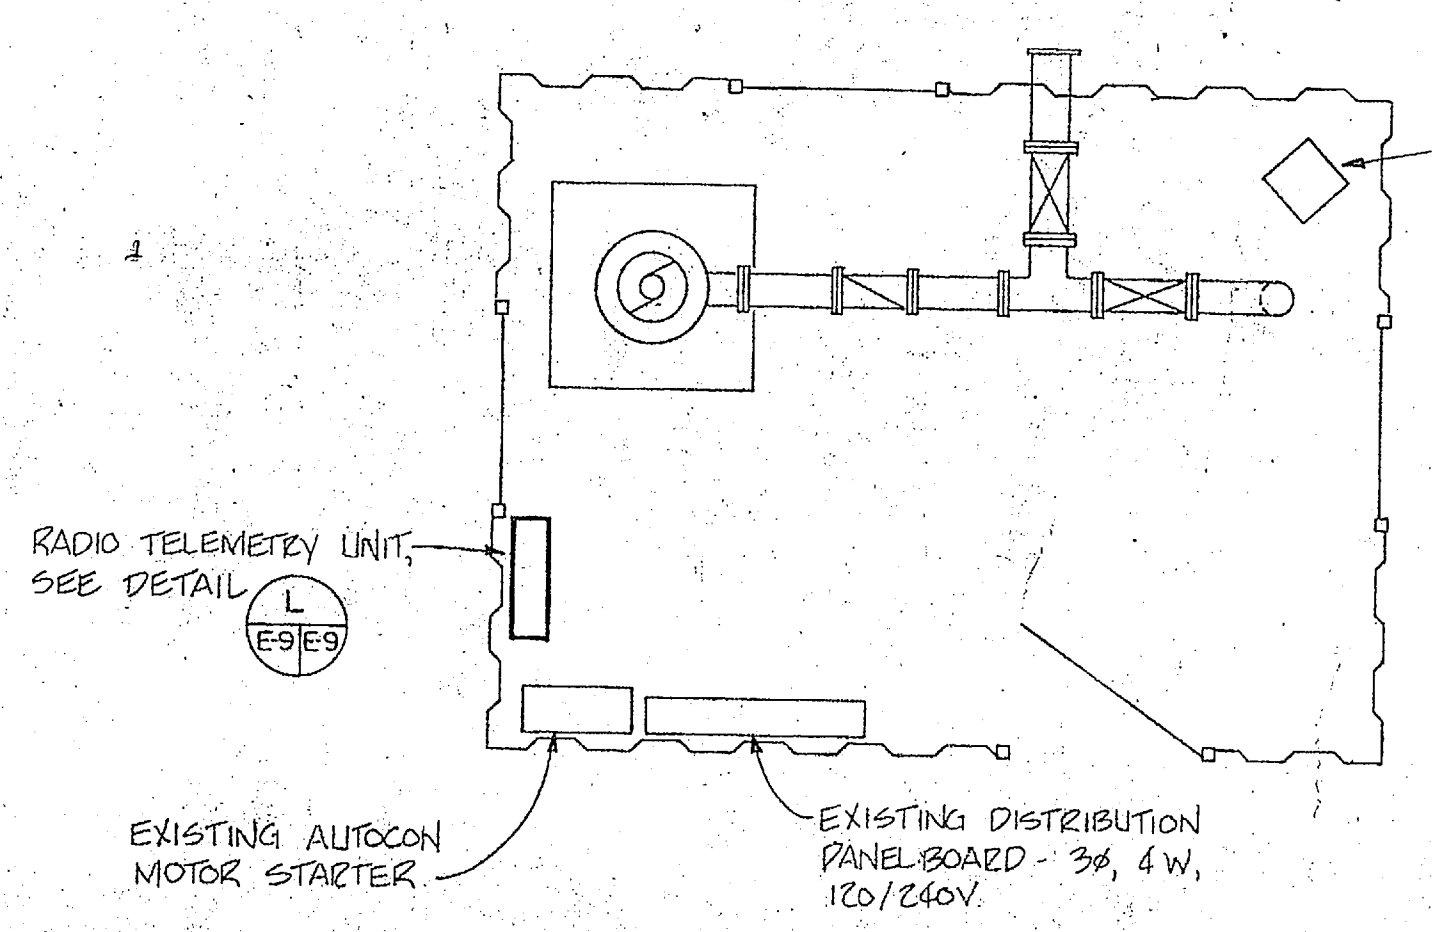 RADIO TELEMETRY UNIT,
SEE DETAIL
L
E-9 E-9
EXISTING AUTOCON
MOTOR STARTER
EXISTING DISTRIBUTION
PANELBOARD - 3ø, 4 W,
120/240V.